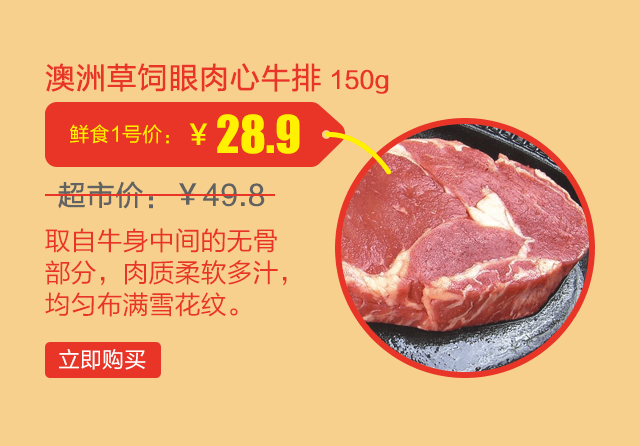 澳洲草饲眼肉心牛排 150g
鲜食1号价：￥28.9
超市价：￥49.8
取自牛身中间的无骨
部分，肉质柔软多汁，
均匀布满雪花纹。
立即购买